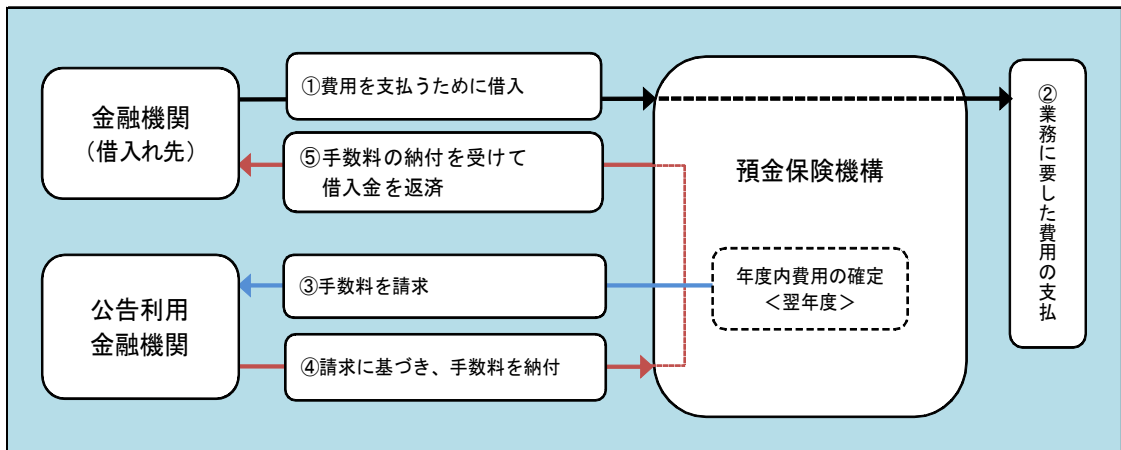 金融機関
（借入れ先）
①費用を支払うために借入
⑤手数料の納付を受けて
借入金を返済
預金保険機構
②業務に要した費用の支払
公告利用
金融機関
③手数料を請求
年度内費用の確定
＜翌年度＞
④請求に基づき、手数料を納付